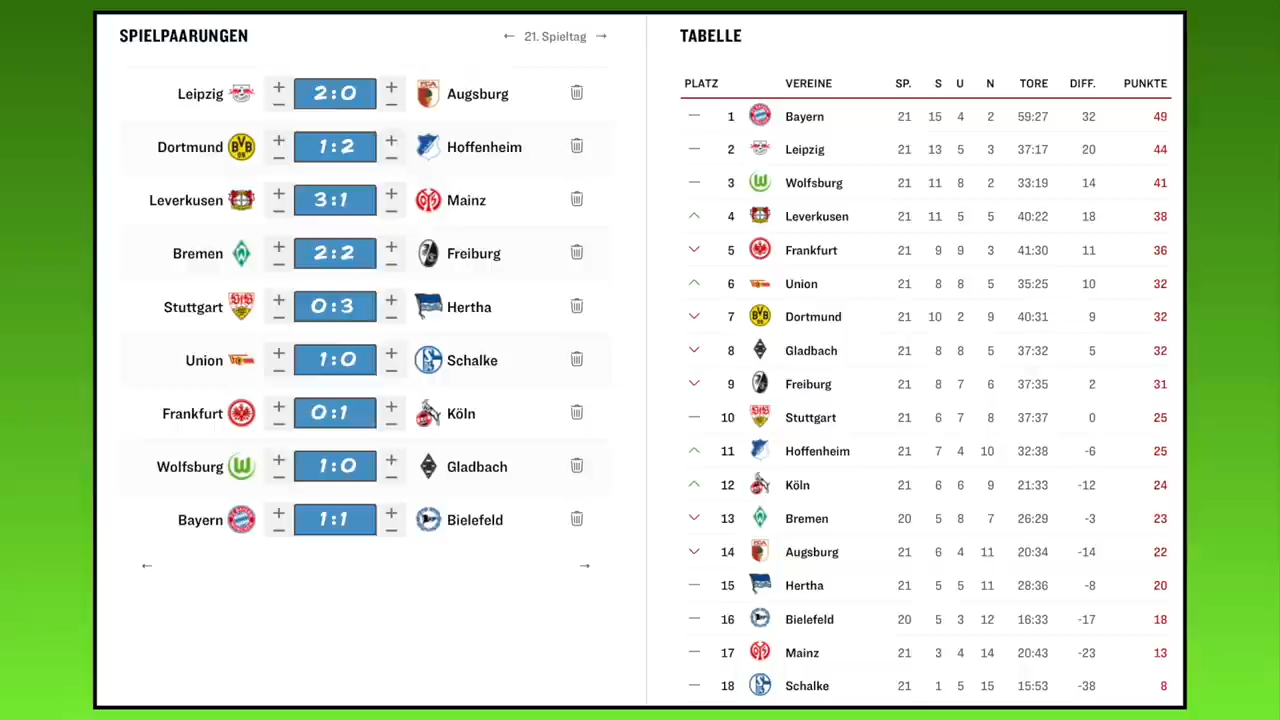 SPIELPAARUNGEN
← 21. Spieltag →
Leipzig + − 2:0 + − Augsburg
Dortmund + − 1:2 + − Hoffenheim
Leverkusen + − 3:1 + − Mainz
Bremen + − 2:2 + − Freiburg
Stuttgart + − 0:3 + − Hertha
Union + − 1:0 + − Schalke
Frankfurt + − 0:1 + − Köln
Wolfsburg + − 1:0 + − Gladbach
Bayern + − 1:1 + − Bielefeld
← →
TABELLE
PLATZ VEREINE SP. S U N TORE DIFF. PUNKTE
1 Bayern 21 15 4 2 59:27 32 49
2 Leipzig 21 13 5 3 37:17 20 44
3 Wolfsburg 21 11 8 2 33:19 14 41
4 Leverkusen 21 11 5 5 40:22 18 38
5 Frankfurt 21 9 9 3 41:30 11 36
6 Union 21 8 8 5 35:25 10 32
7 Dortmund 21 10 2 9 40:31 9 32
8 Gladbach 21 8 8 5 37:32 5 32
9 Freiburg 21 8 7 6 37:35 2 31
10 Stuttgart 21 6 7 8 37:37 0 25
11 Hoffenheim 21 7 4 10 32:38 -6 25
12 Köln 21 6 6 9 21:33 -12 24
13 Bremen 20 5 8 7 26:29 -3 23
14 Augsburg 21 6 4 11 20:34 -14 22
15 Hertha 21 5 5 11 28:36 -8 20
16 Bielefeld 20 5 3 12 16:33 -17 18
17 Mainz 21 3 4 14 20:43 -23 13
18 Schalke 21 1 5 15 15:53 -38 8